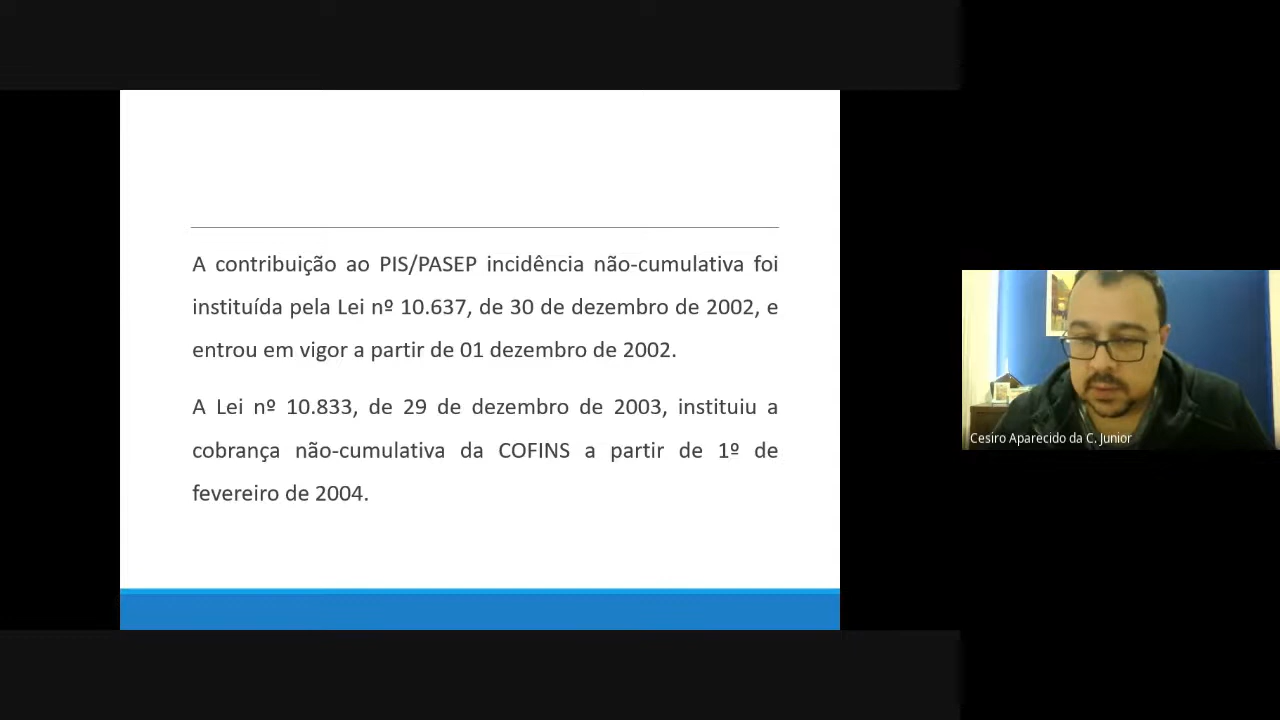 A contribuição ao PIS/PASEP incidência não-cumulativa foi
instituída pela Lei nº 10.637, de 30 de dezembro de 2002, e
entrou em vigor a partir de 01 dezembro de 2002.
A Lei nº 10.833, de 29 de dezembro de 2003, instituiu a
cobrança não-cumulativa da COFINS a partir de 1º de
fevereiro de 2004.
Cesiro Aparecido da C. Junior